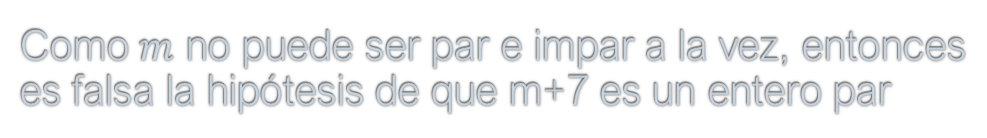 Como m no puede ser par e impar a la vez, entonces
es falsa la hipótesis de que m+7 es un entero par